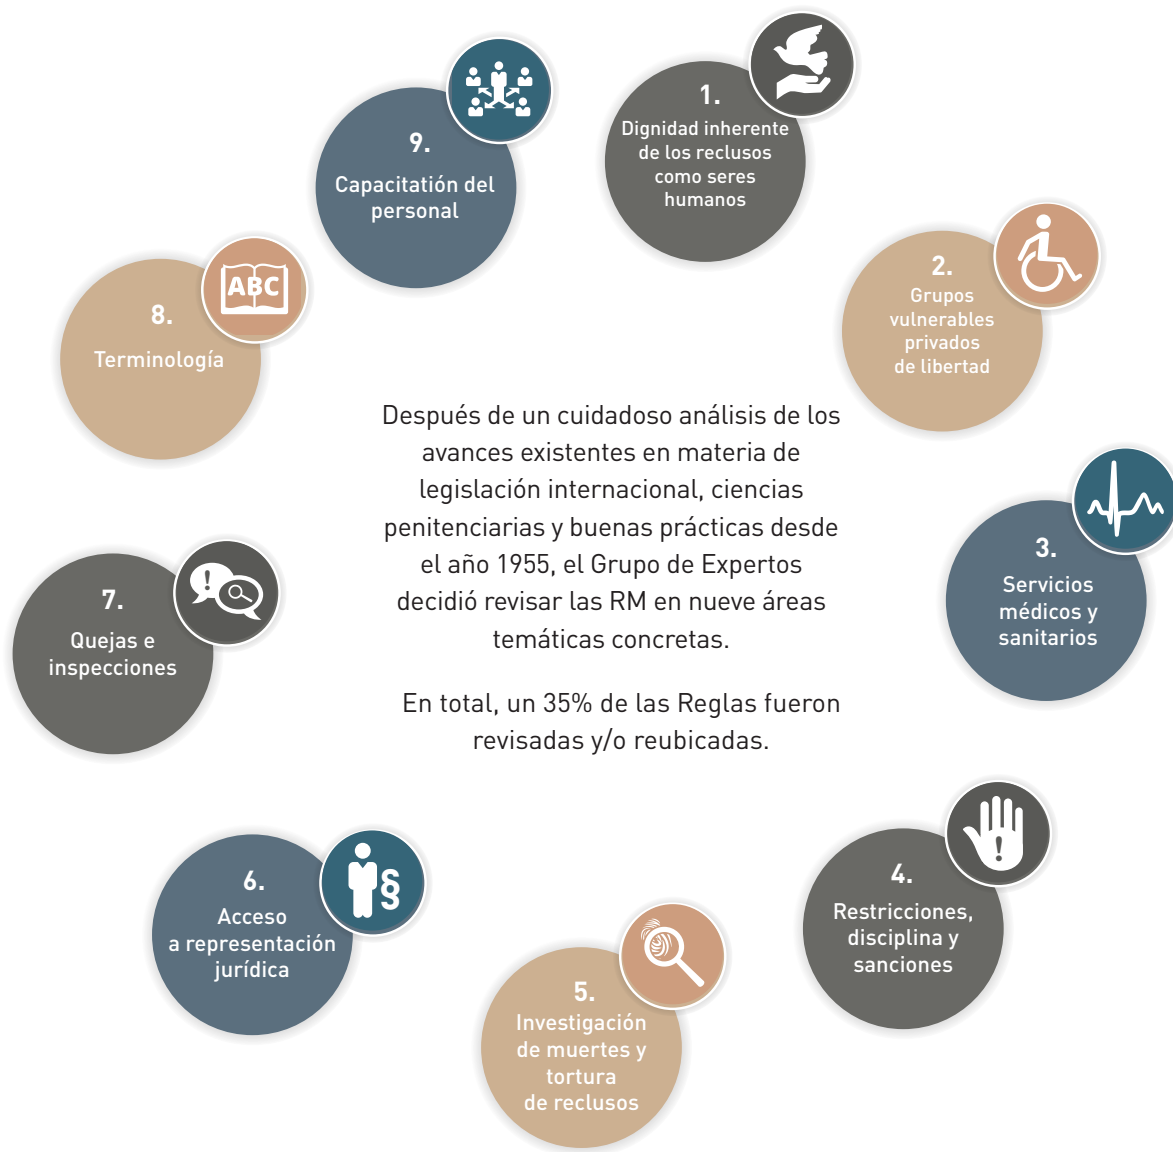 1.
Dignidad inherente
de los reclusos
como seres
humanos
2.
Grupos
vulnerables
privados
de libertad
3.
Servicios
médicos y
sanitarios
!
4.
Restricciones,
disciplina y
sanciones
5.
Investigación
de muertes y
tortura
de reclusos
§
6.
Acceso
a representación
jurídica
!
7.
Quejas e
inspecciones
ABC
8.
Terminología
9.
Capacitatión del
personal
Después de un cuidadoso análisis de los
avances existentes en materia de
legislación internacional, ciencias
penitenciarias y buenas prácticas desde
el año 1955, el Grupo de Expertos
decidió revisar las RM en nueve áreas
temáticas concretas.
En total, un 35% de las Reglas fueron
revisadas y/o reubicadas.